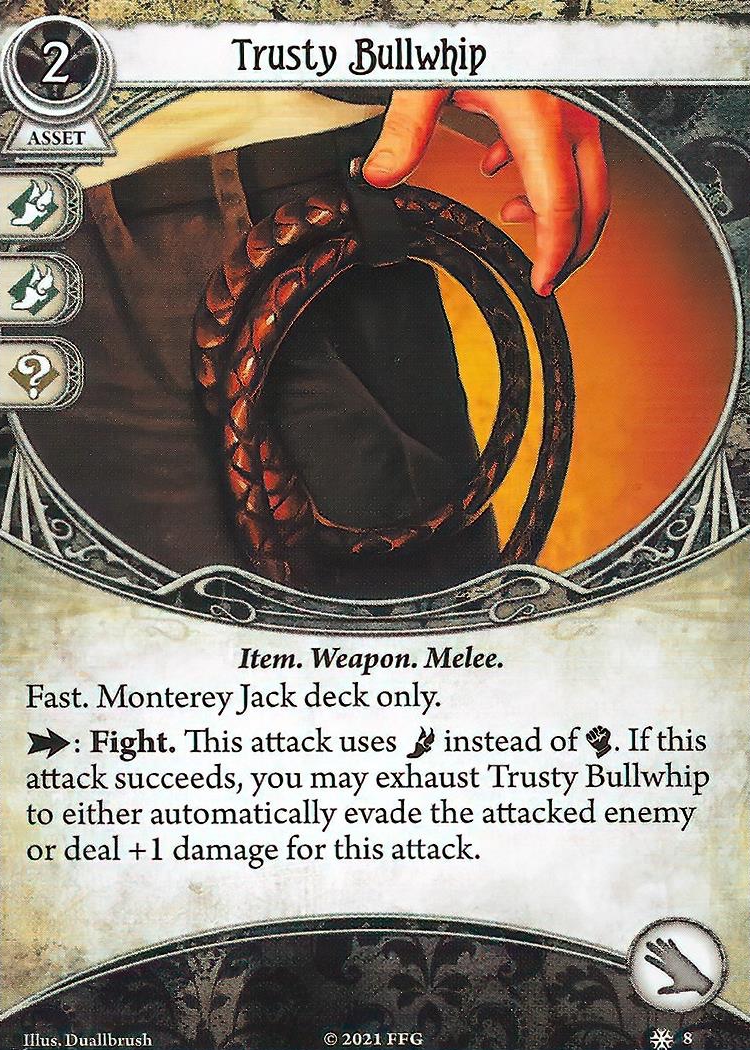 2
Trusty Bullwhip
ASSET
?
Item. Weapon. Melee.
Fast. Monterey Jack deck only.
: Fight. This attack uses instead of . If this
attack succeeds, you may exhaust Trusty Bullwhip
to either automatically evade the attacked enemy
or deal +1 damage for this attack.
Illus. Duallbrush
© 2021 FFG
8